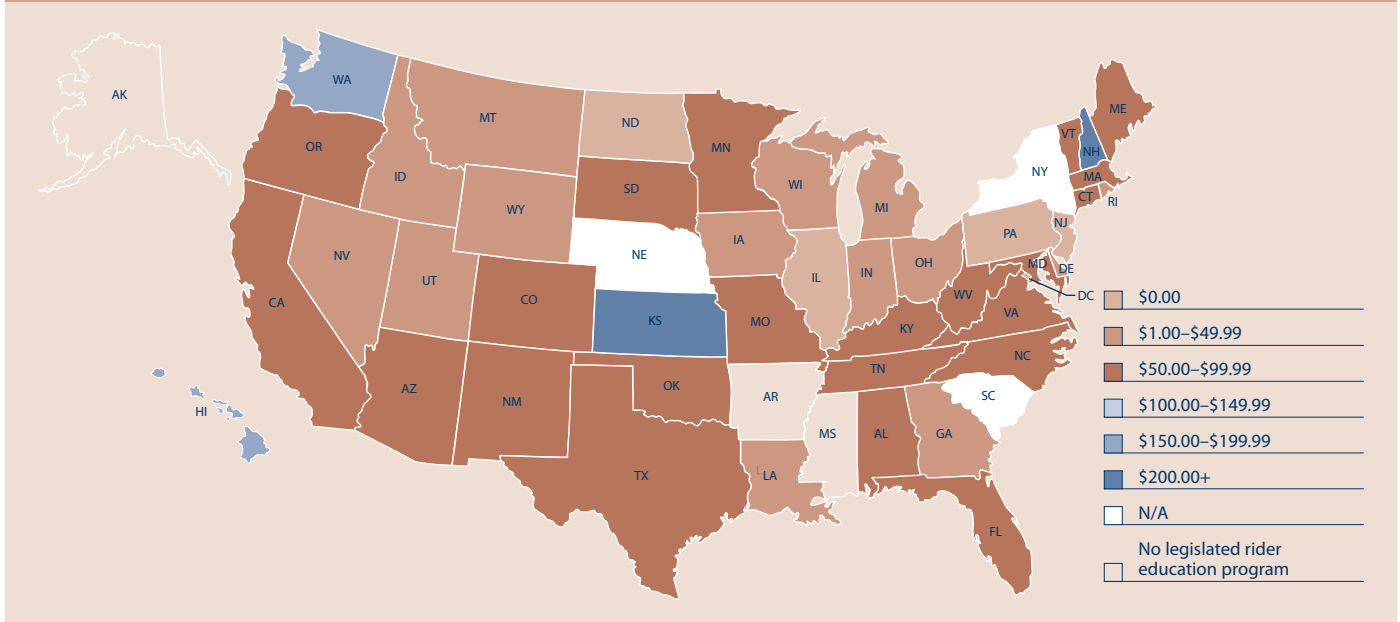 AK
WA
MT
ND
MN
ME
VT
NH
OR
ID
SD
WI
NY
MA
WY
MI
CT
RI
NV
NE
IA
PA
NJ
UT
IL
IN
OH
MD
DE
CA
CO
KS
MO
WV
DC
VA
KY
NC
TN
AZ
NM
OK
AR
SC
HI
TX
LA
MS
AL
GA
FL
$0.00
$1.00–$49.99
$50.00–$99.99
$100.00–$149.99
$150.00–$199.99
$200.00+
N/A
No legislated rider
education program